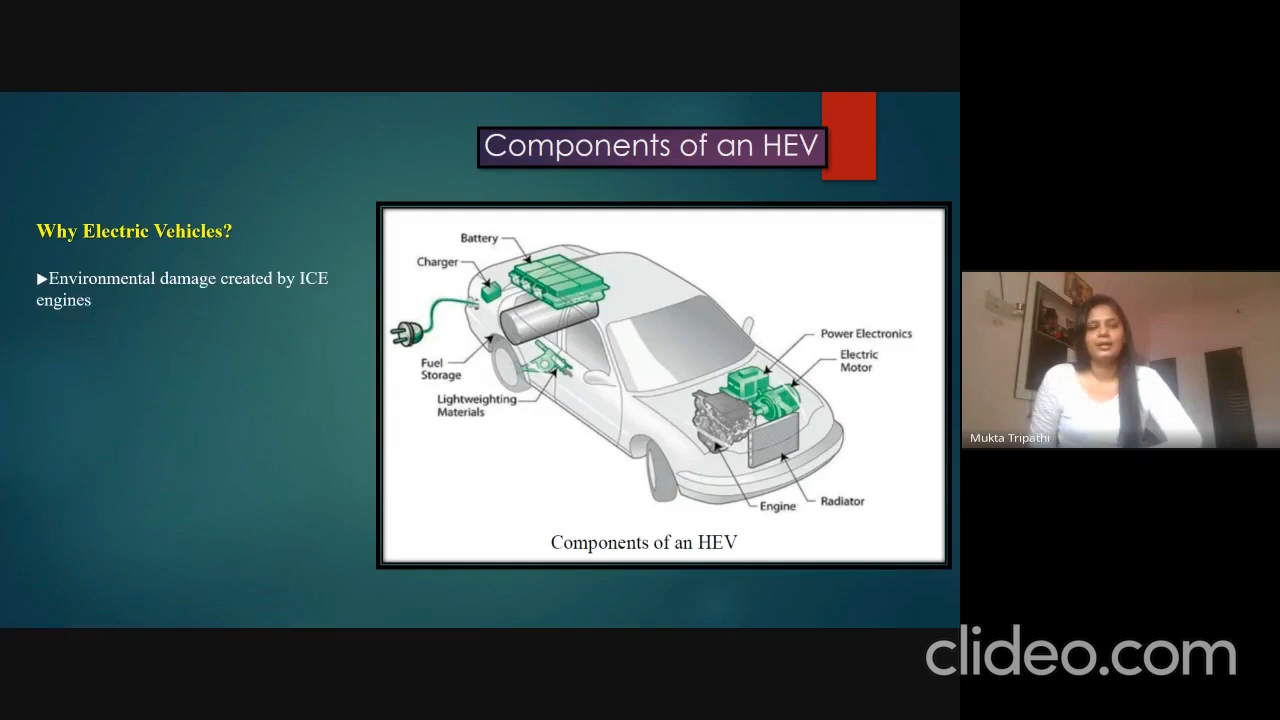 Components of an HEV
Why Electric Vehicles?
▶Environmental damage created by ICE
engines
Battery
Charger
Fuel
Storage
Lightweighting
Materials
Power Electronics
Electric
Motor
Engine
Radiator
Components of an HEV
Mukta Tripathi
clideo.com